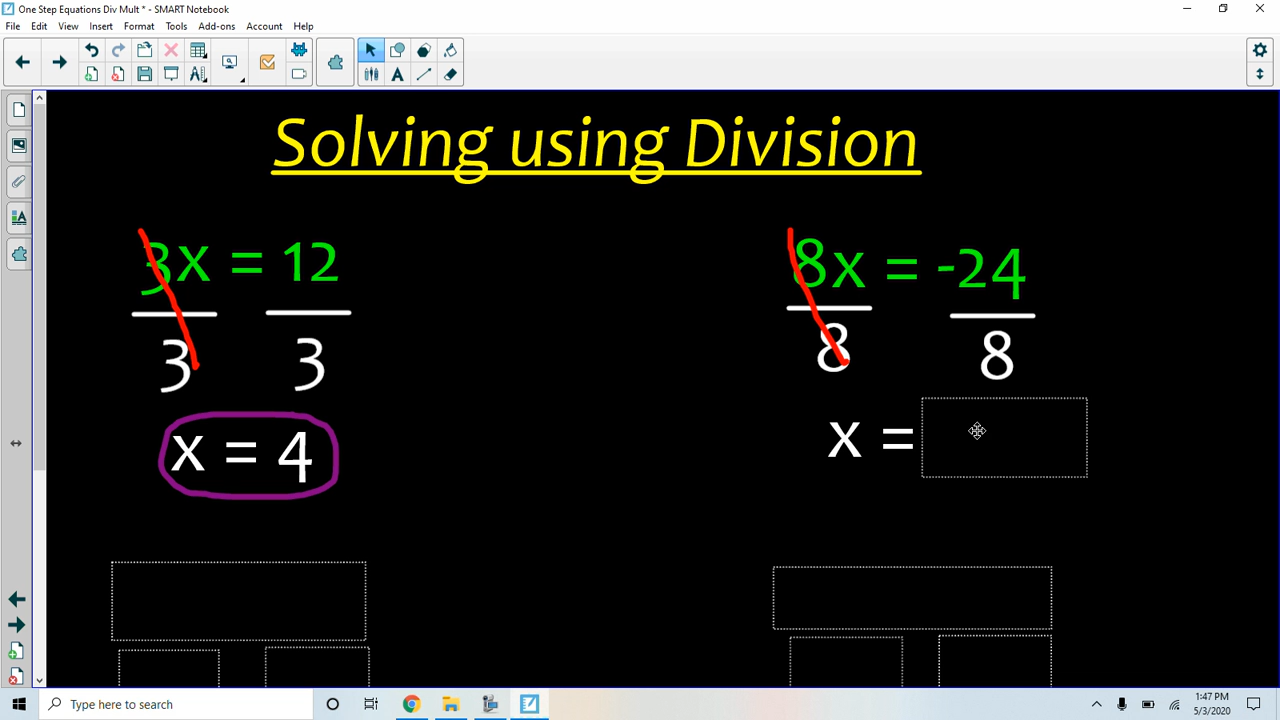 One Step Equations Div Mult * - SMART Notebook
File Edit View Insert Format Tools Add-ons Account Help
Solving using Division
3x = 12
3 3
x = 4
8x = -24
8 8
x =
Type here to search
1:47 PM
5/3/2020